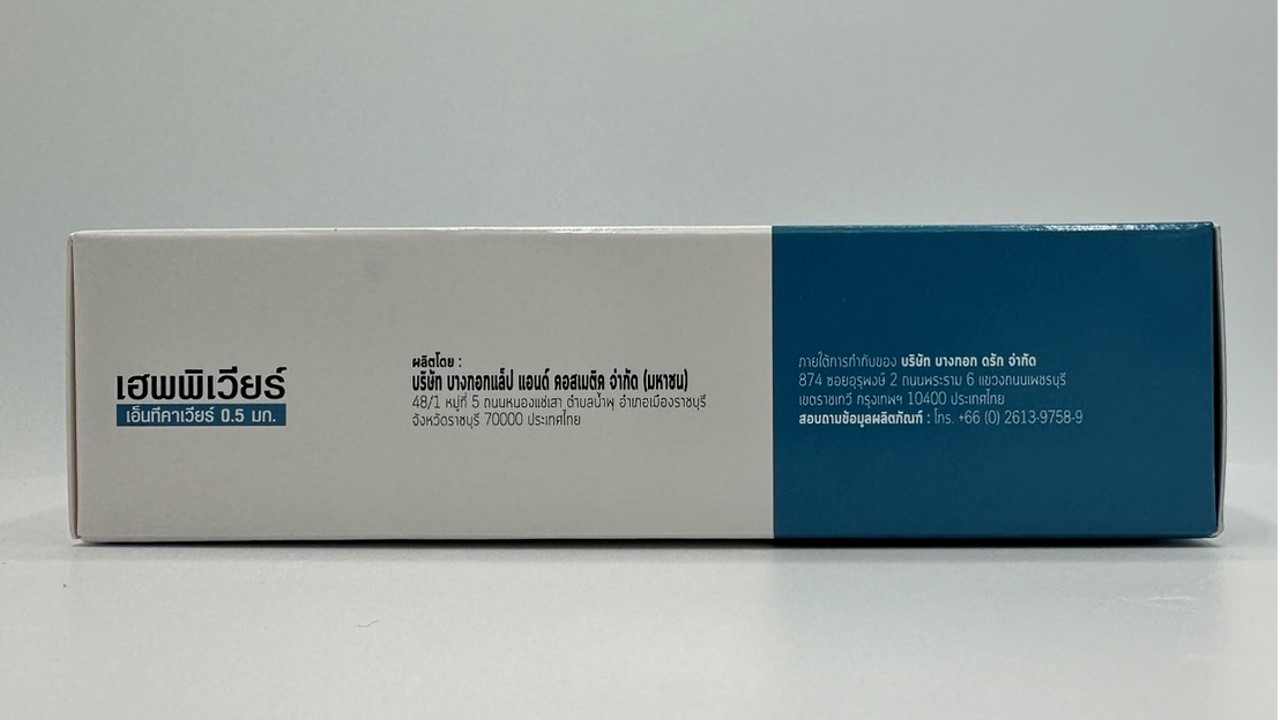 เฮพพิเวียร์
เอ็นทีคาเวียร์ 0.5 มก.
ผลิตโดย :
บริษัท บางกอกแล็ป แอนด์ คอสเมติค จำกัด (มหาชน)
48/1 หมู่ที่ 5 ถนนหนองแช่เสา ตำบลน้ำพุ อำเภอเมืองราชบุรี
จังหวัดราชบุรี 70000 ประเทศไทย
ภายใต้การกำกับของ บริษัท บางกอก ดรัก จำกัด
874 ซอยอุรุพงษ์ 2 ถนนพระราม 6 แขวงถนนเพชรบุรี
เขตราชเทวี กรุงเทพฯ 10400 ประเทศไทย
สอบถามข้อมูลผลิตภัณฑ์ : โทร. +66 (0) 2613-9758-9